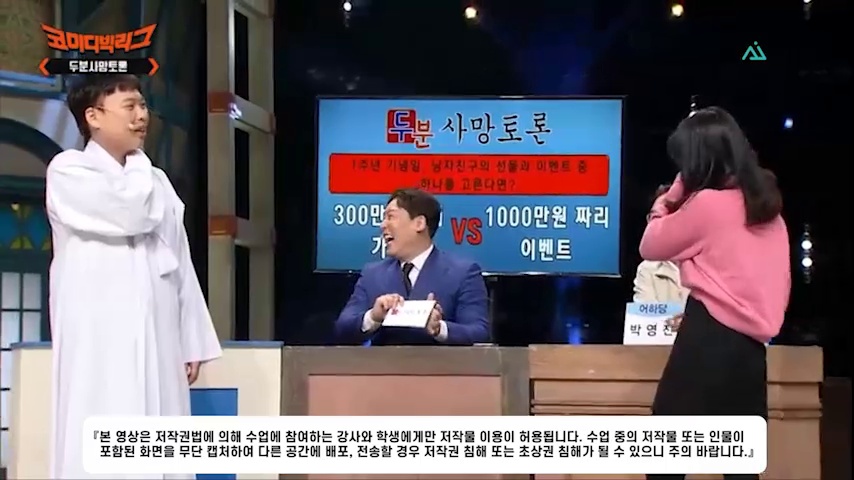 코미디빅리그
두분사망토론
두분 사망토론
1주년 기념일, 남자친구의 선물과 이벤트 중
하나를 고른다면?
300만
가
VS
1000만원 짜리
이벤트
어하당
박영진
『본 영상은 저작권법에 의해 수업에 참여하는 강사와 학생에게만 저작물 이용이 허용됩니다. 수업 중의 저작물 또는 인물이
포함된 화면을 무단 캡처하여 다른 공간에 배포, 전송할 경우 저작권 침해 또는 초상권 침해가 될 수 있으니 주의 바랍니다.』